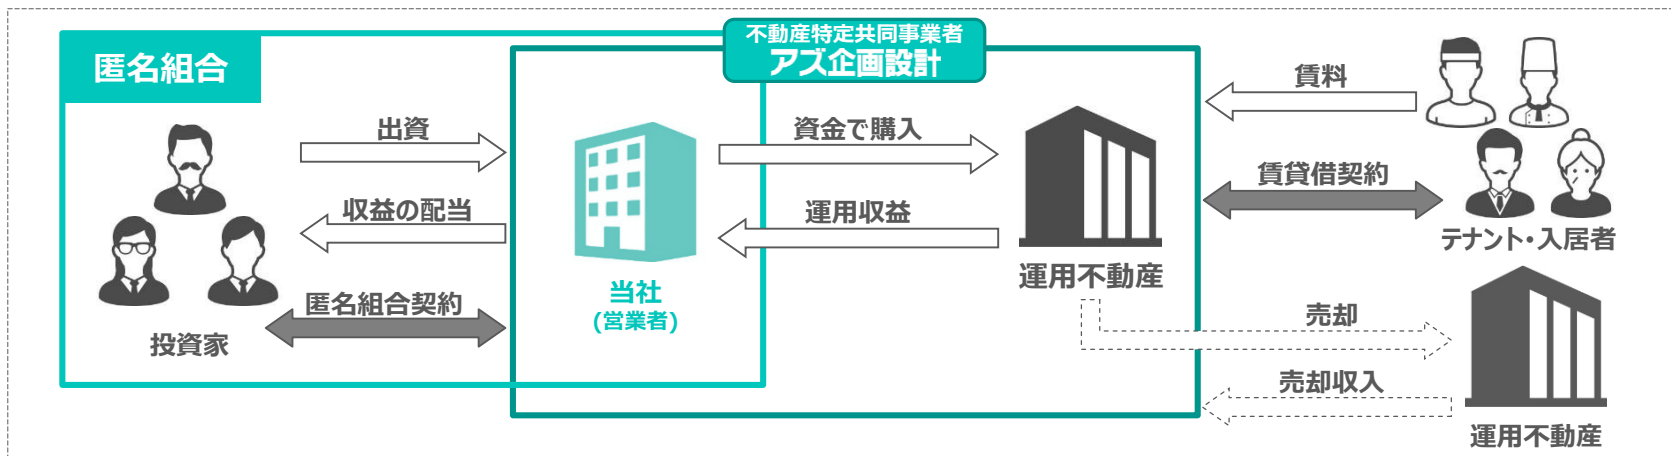 不動産特定共同事業者
アズ企画設計
匿名組合
出資
収益の配当
匿名組合契約
投資家
当社
(営業者)
資金で購入
運用収益
運用不動産
賃料
賃貸借契約
テナント・入居者
売却
売却収入
運用不動産